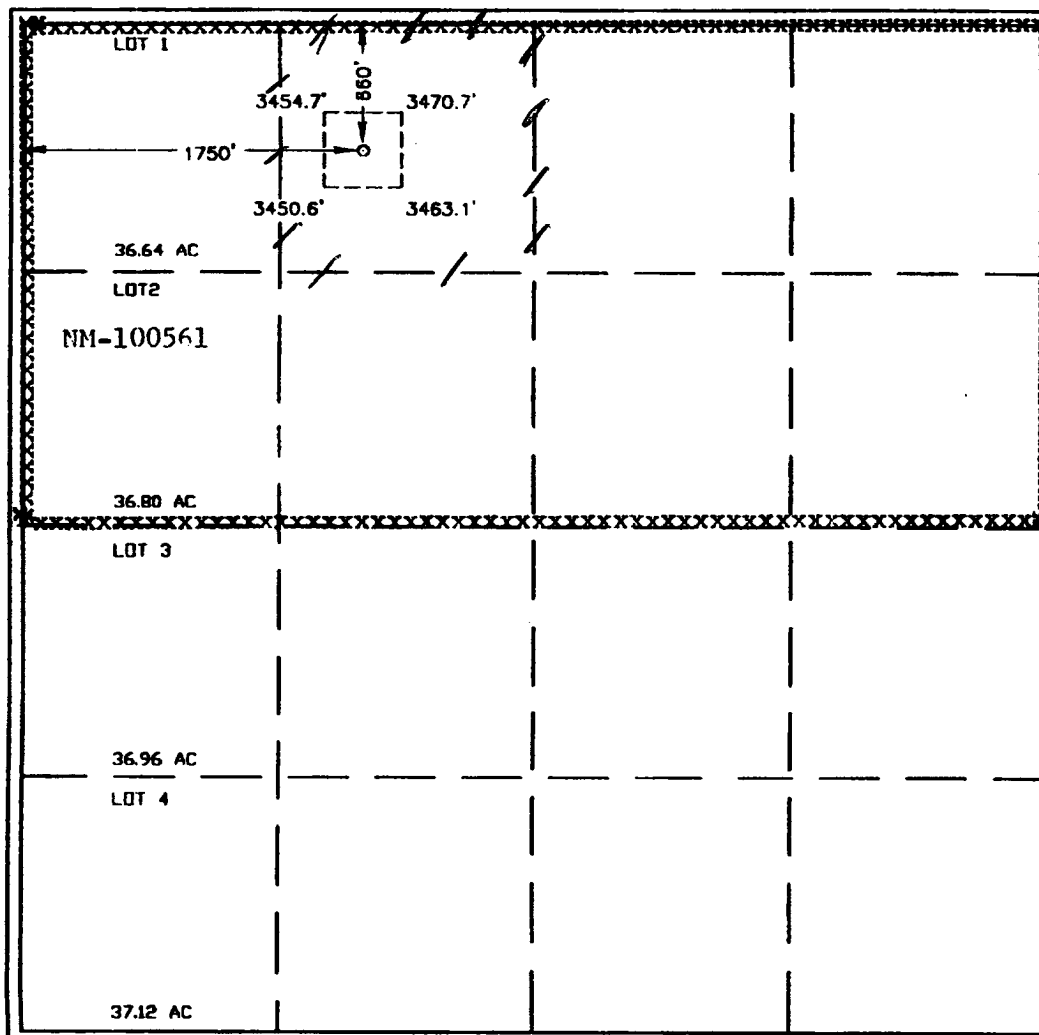 LOT 1
660'
3454.7' 3470.7'
1750'
3450.6' 3463.1'
36.64 AC
LOT2
NM-100561
36.80 AC
LOT 3
36.96 AC
LOT 4
37.12 AC